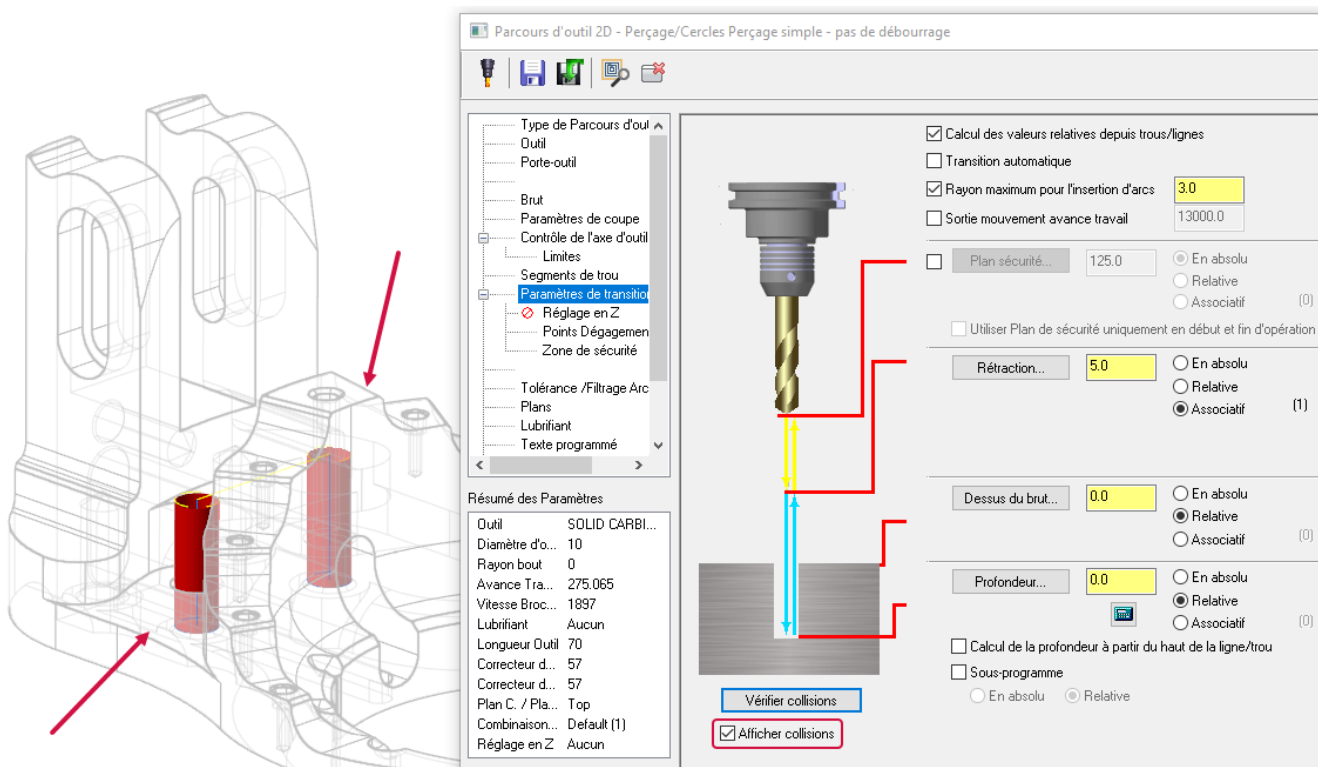 Parcours d'outil 2D - Perçage/Cercles Perçage simple - pas de débourrage
Type de Parcours d'outi
Outil
Porte-outil
Brut
Paramètres de coupe
Contrôle de l'axe d'outil
Limites
Segments de trou
Paramètres de transition
Réglage en Z
Points Dégagemen
Zone de sécurité
Tolérance /Filtrage Arc
Plans
Lubrifiant
Texte programmé
Résumé des Paramètres
Outil SOLID CARBI...
Diamètre d'o... 10
Rayon bout 0
Avance Tra... 275.065
Vitesse Broc... 1897
Lubrifiant Aucun
Longueur Outil 70
Correcteur d... 57
Correcteur d... 57
Plan C. / Pla... Top
Combinaison... Default (1)
Réglage en Z Aucun
Vérifier collisions
Afficher collisions
Calcul des valeurs relatives depuis trous/lignes
Transition automatique
Rayon maximum pour l'insertion d'arcs 3.0
Sortie mouvement avance travail 13000.0
Plan sécurité... 125.0 En absolu
Relative
Associatif (0)
Utiliser Plan de sécurité uniquement en début et fin d'opération
Rétraction... 5.0 En absolu
Relative
Associatif (1)
Dessus du brut... 0.0 En absolu
Relative
Associatif (0)
Profondeur... 0.0 En absolu
Relative
Associatif (0)
Calcul de la profondeur à partir du haut de la ligne/trou
Sous-programme
En absolu Relative